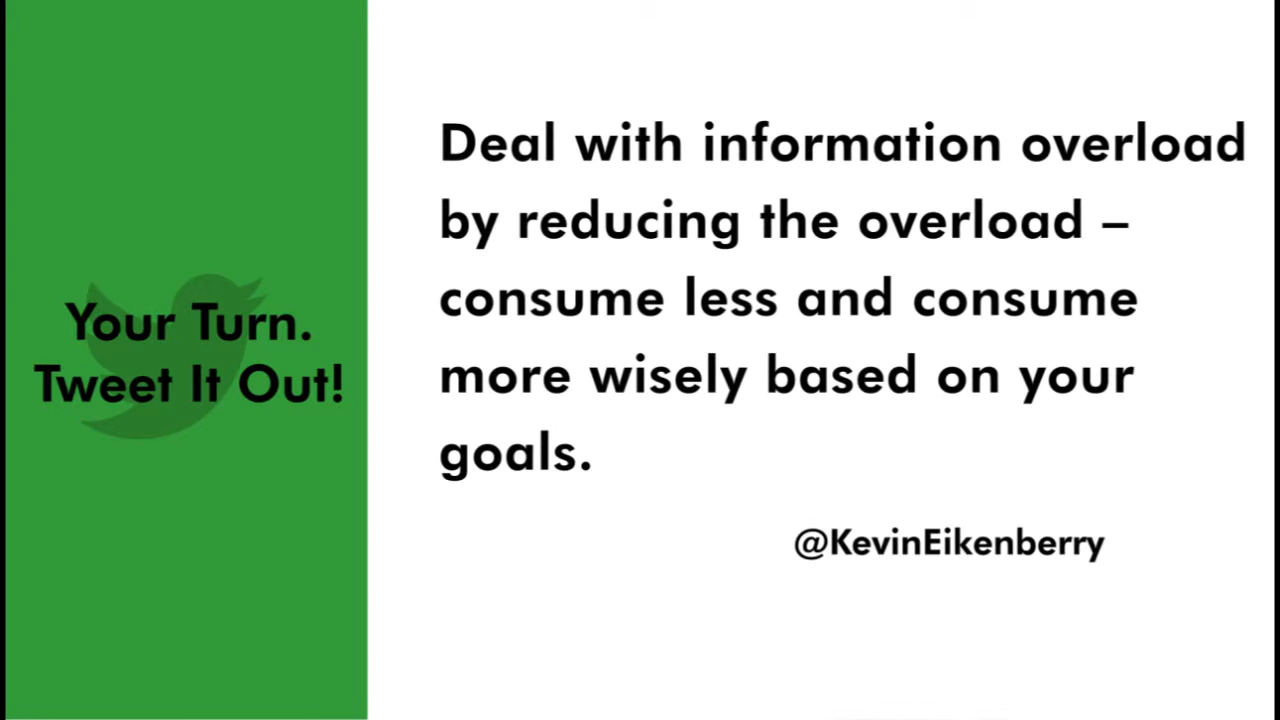 Your Turn.
Tweet It Out!
Deal with information overload
by reducing the overload –
consume less and consume
more wisely based on your
goals.
@KevinEikenberry